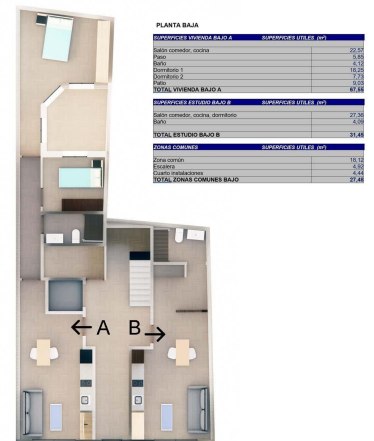 PLANTA BAJA
SUPERFICIES VIVIENDA BAJO A SUPERFICIES UTILES (m²)
Salón comedor, cocina 22,57
Paso 5,85
Baño 4,12
Dormitorio 1 18,25
Dormitorio 2 7,73
Patio 9,03
TOTAL VIVIENDA BAJO A 67,55
SUPERFICIES ESTUDIO BAJO B SUPERFICIES UTILES (m²)
Salón comedor, cocina, dormitorio 27,36
Baño 4,09
TOTAL ESTUDIO BAJO B 31,45
ZONAS COMUNES SUPERFICIES UTILES (m²)
Zona común 18,12
Escalera 4,92
Cuarto instalaciones 4,44
TOTAL ZONAS COMUNES BAJO 27,48
A B